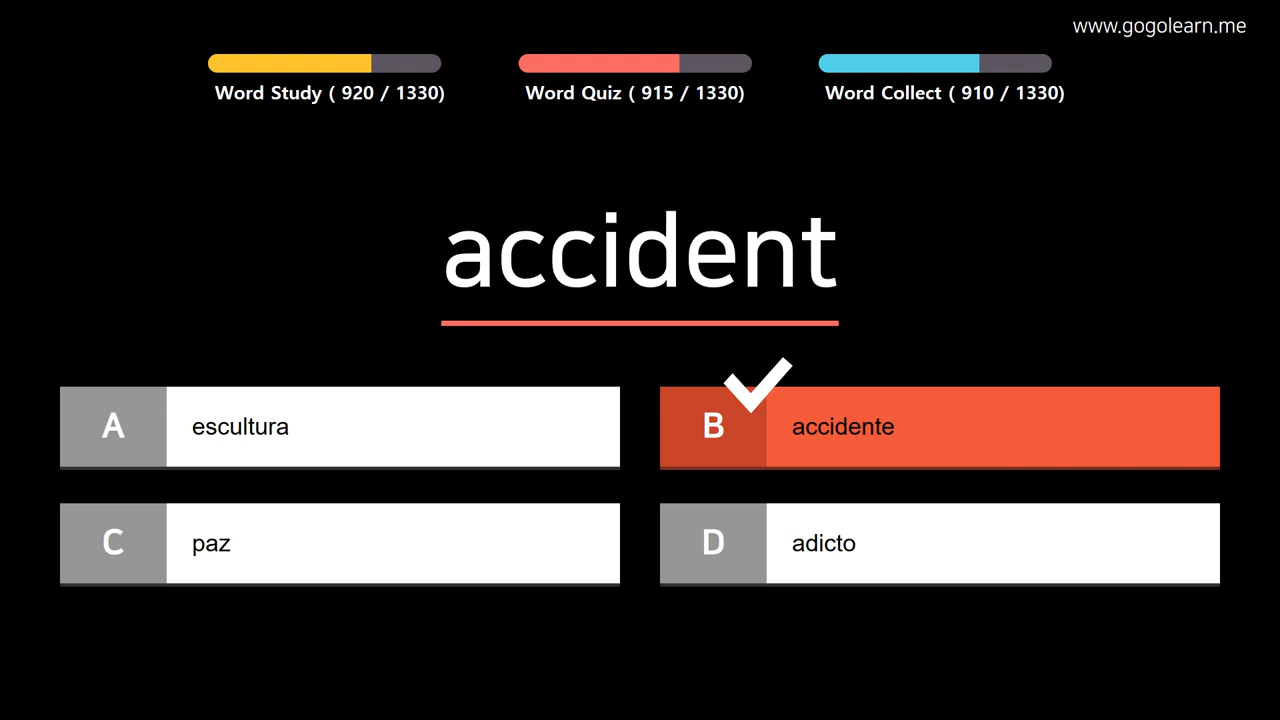 www.gogolearn.me
Word Study ( 920 / 1330)
Word Quiz ( 915 / 1330)
Word Collect ( 910 / 1330)
accident
A
escultura
B
accidente
C
paz
D
adicto